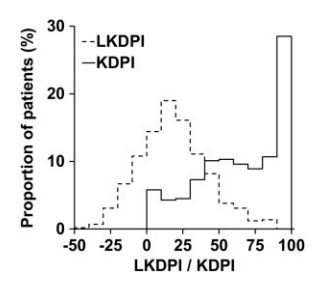 Proportion of patients (%)
30
20
10
0
LKDPI
KDPI
-50 -25 0 25 50 75 100
LKDPI / KDPI